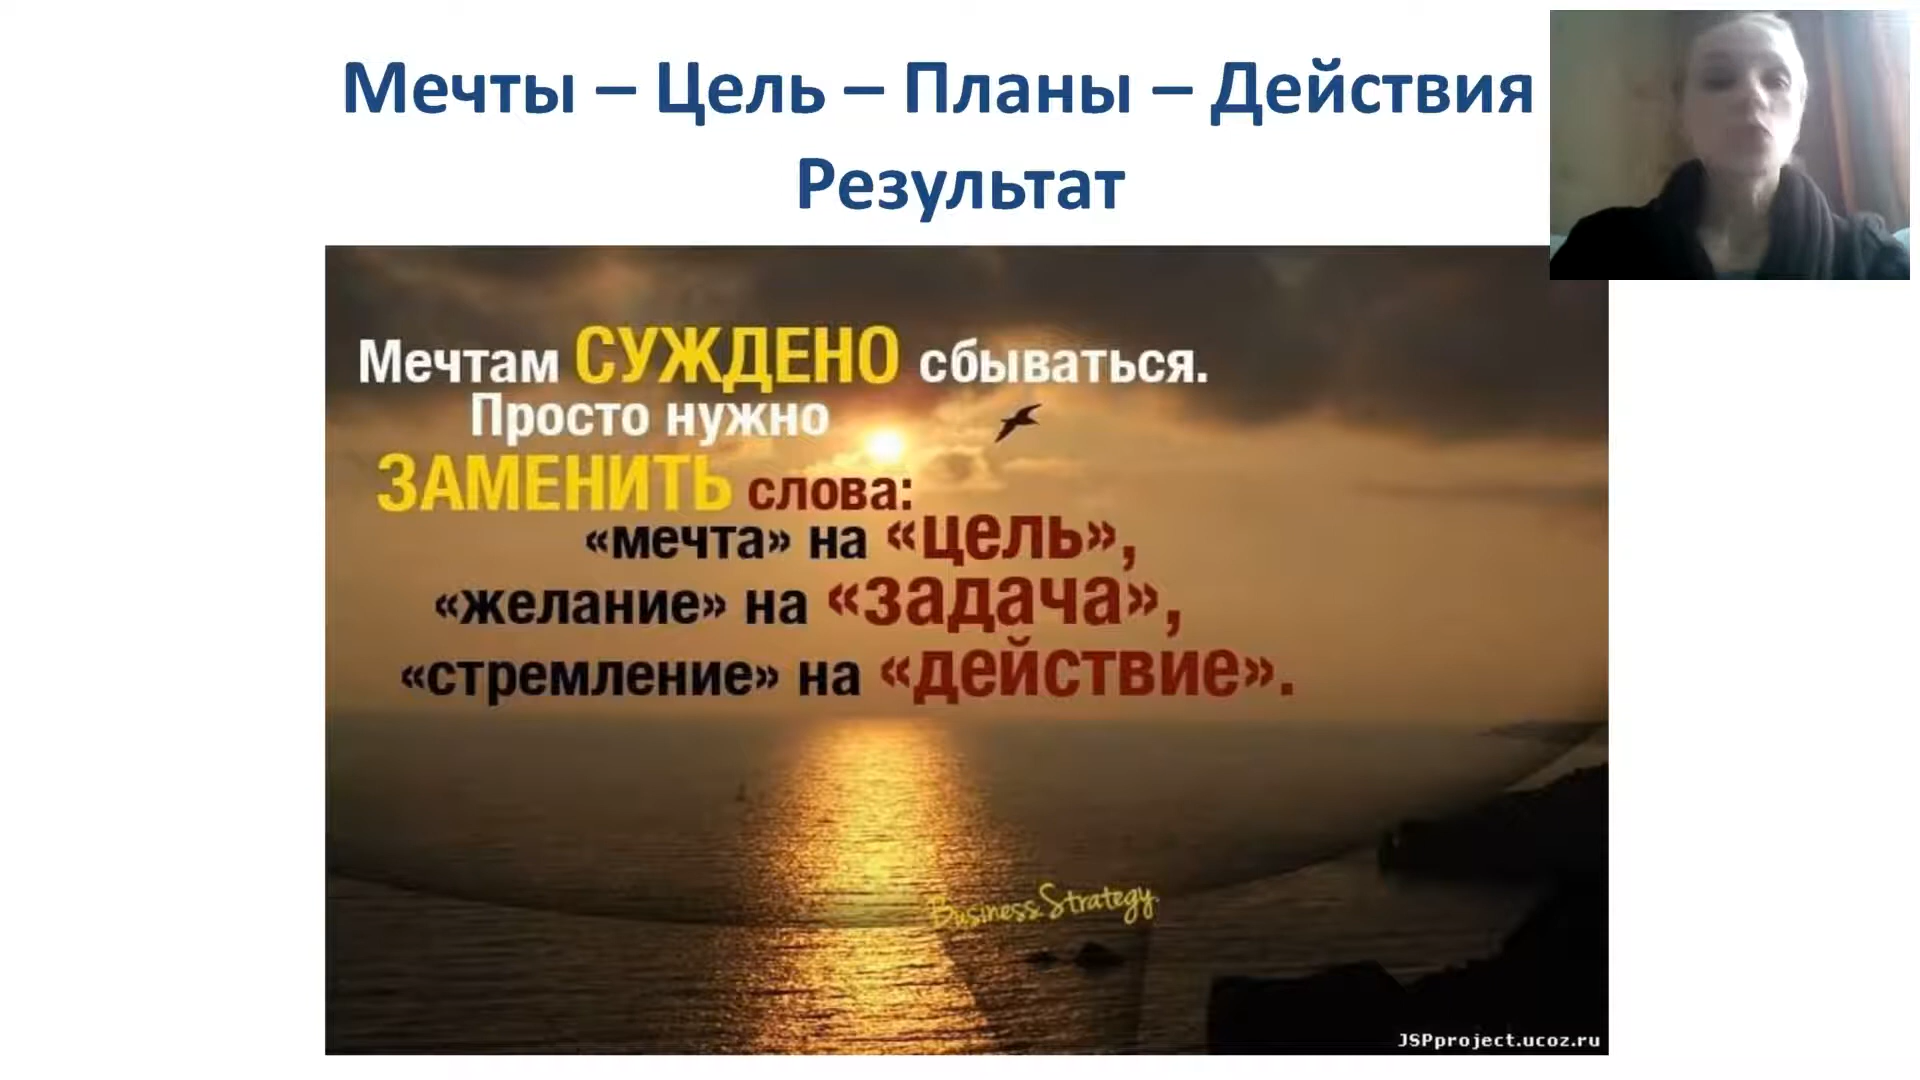 Мечты – Цель – Планы – Действия
Результат
Мечтам СУЖДЕНО сбываться.
Просто нужно
ЗАМЕНИТЬ слова:
«мечта» на «цель»,
«желание» на «задача»,
«стремление» на «действие».
Business Strategy
JSPproject.ucoz.ru